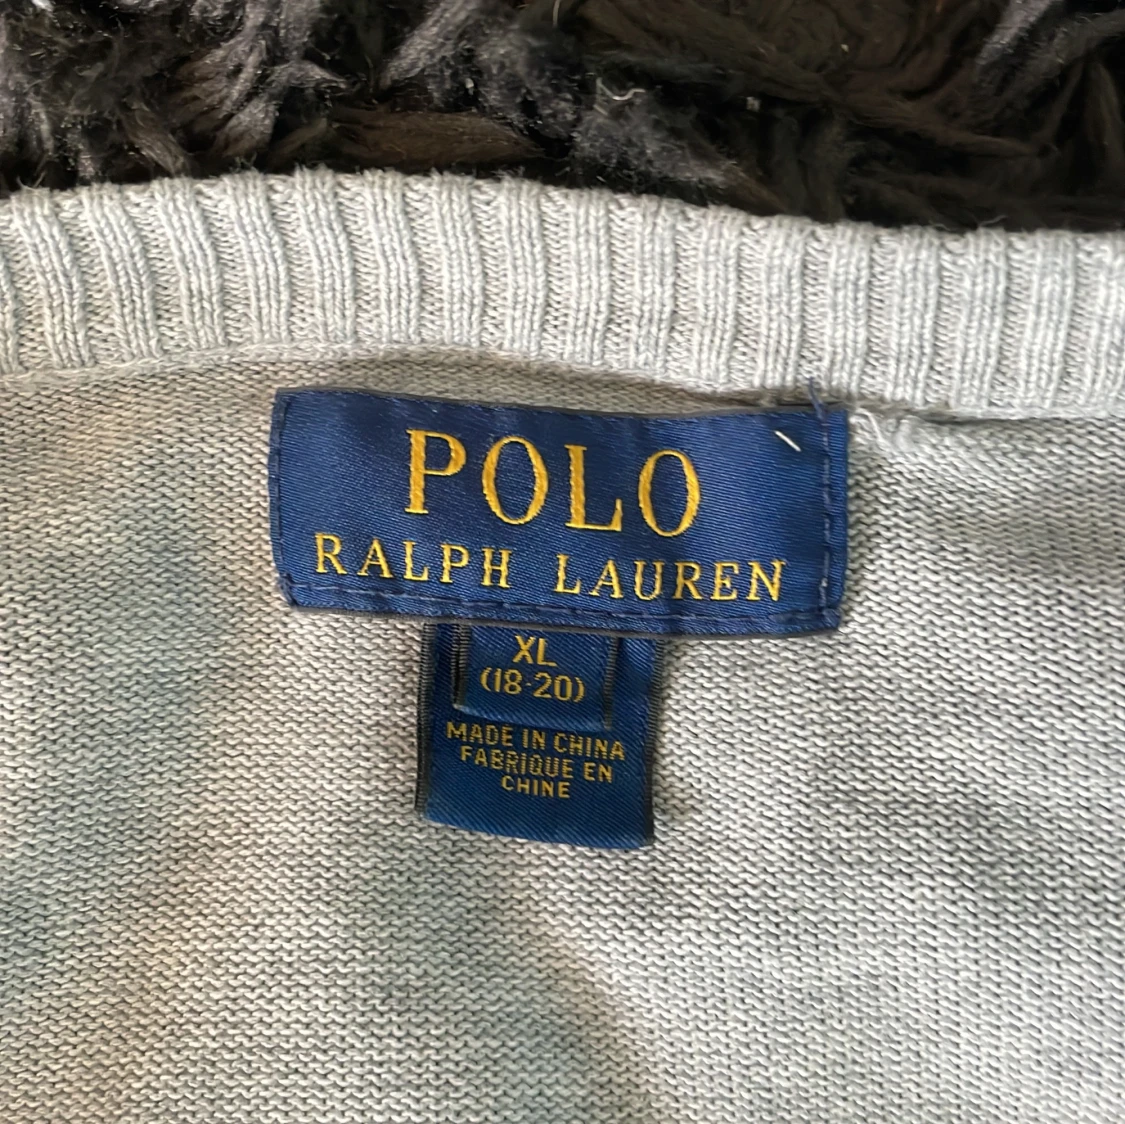 POLO
RALPH LAUREN
XL
(18-20)
MADE IN CHINA
FABRIQUE EN
CHINE